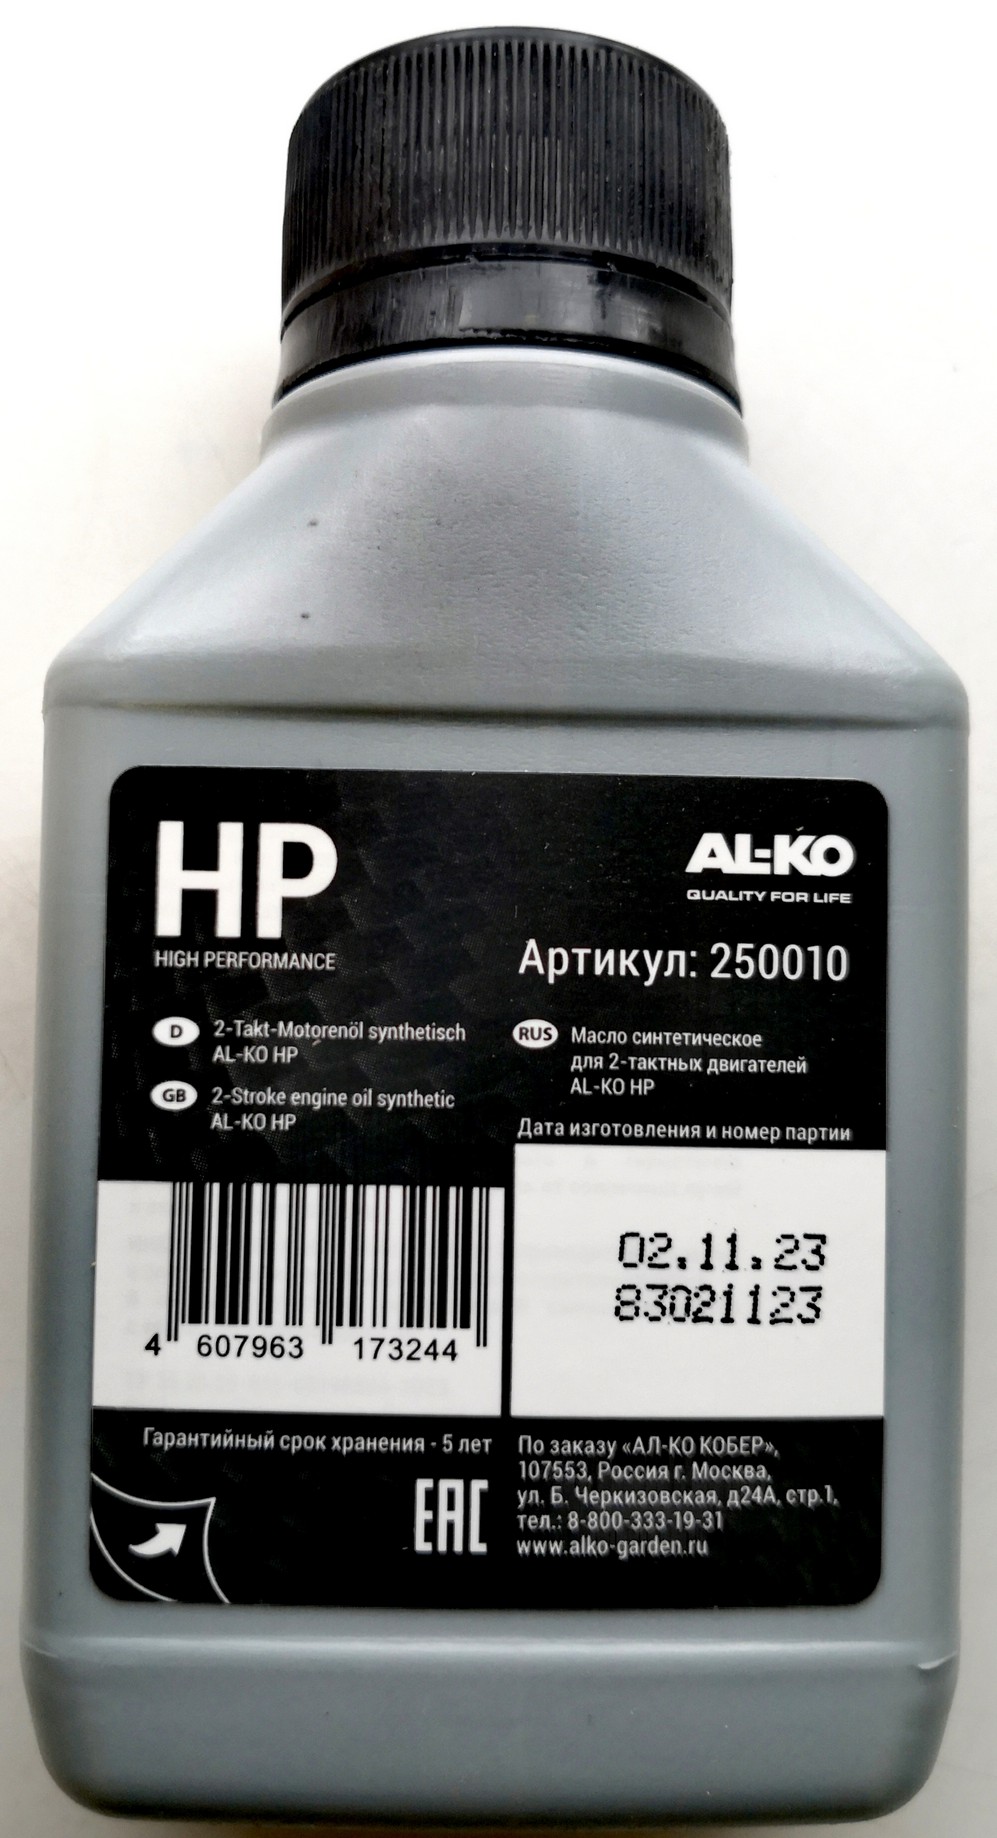 HP
HIGH PERFORMANCE
AL-KO
QUALITY FOR LIFE
Артикул: 250010
D 2-Takt-Motorenöl synthetisch
AL-KO HP
GB 2-Stroke engine oil synthetic
AL-KO HP
RUS Масло синтетическое
для 2-тактных двигателей
AL-KO HP
Дата изготовления и номер партии
02.11.23
83021123
4 607963 173244
Гарантийный срок хранения - 5 лет
EAC
По заказу «АЛ-КО КОБЕР»,
107553, Россия г. Москва,
ул. Б. Черкизовская, д24А, стр.1,
тел.: 8-800-333-19-31
www.alko-garden.ru